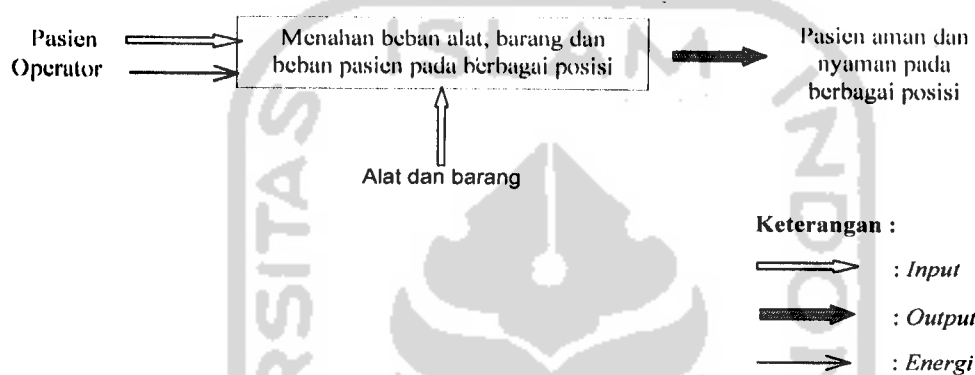 Pasien
Operator
Menahan beban alat, barang dan
beban pasien pada berbagai posisi
Pasien aman dan
nyaman pada
berbagai posisi
Alat dan barang
Keterangan :
: Input
: Output
: Energi
ISLAM